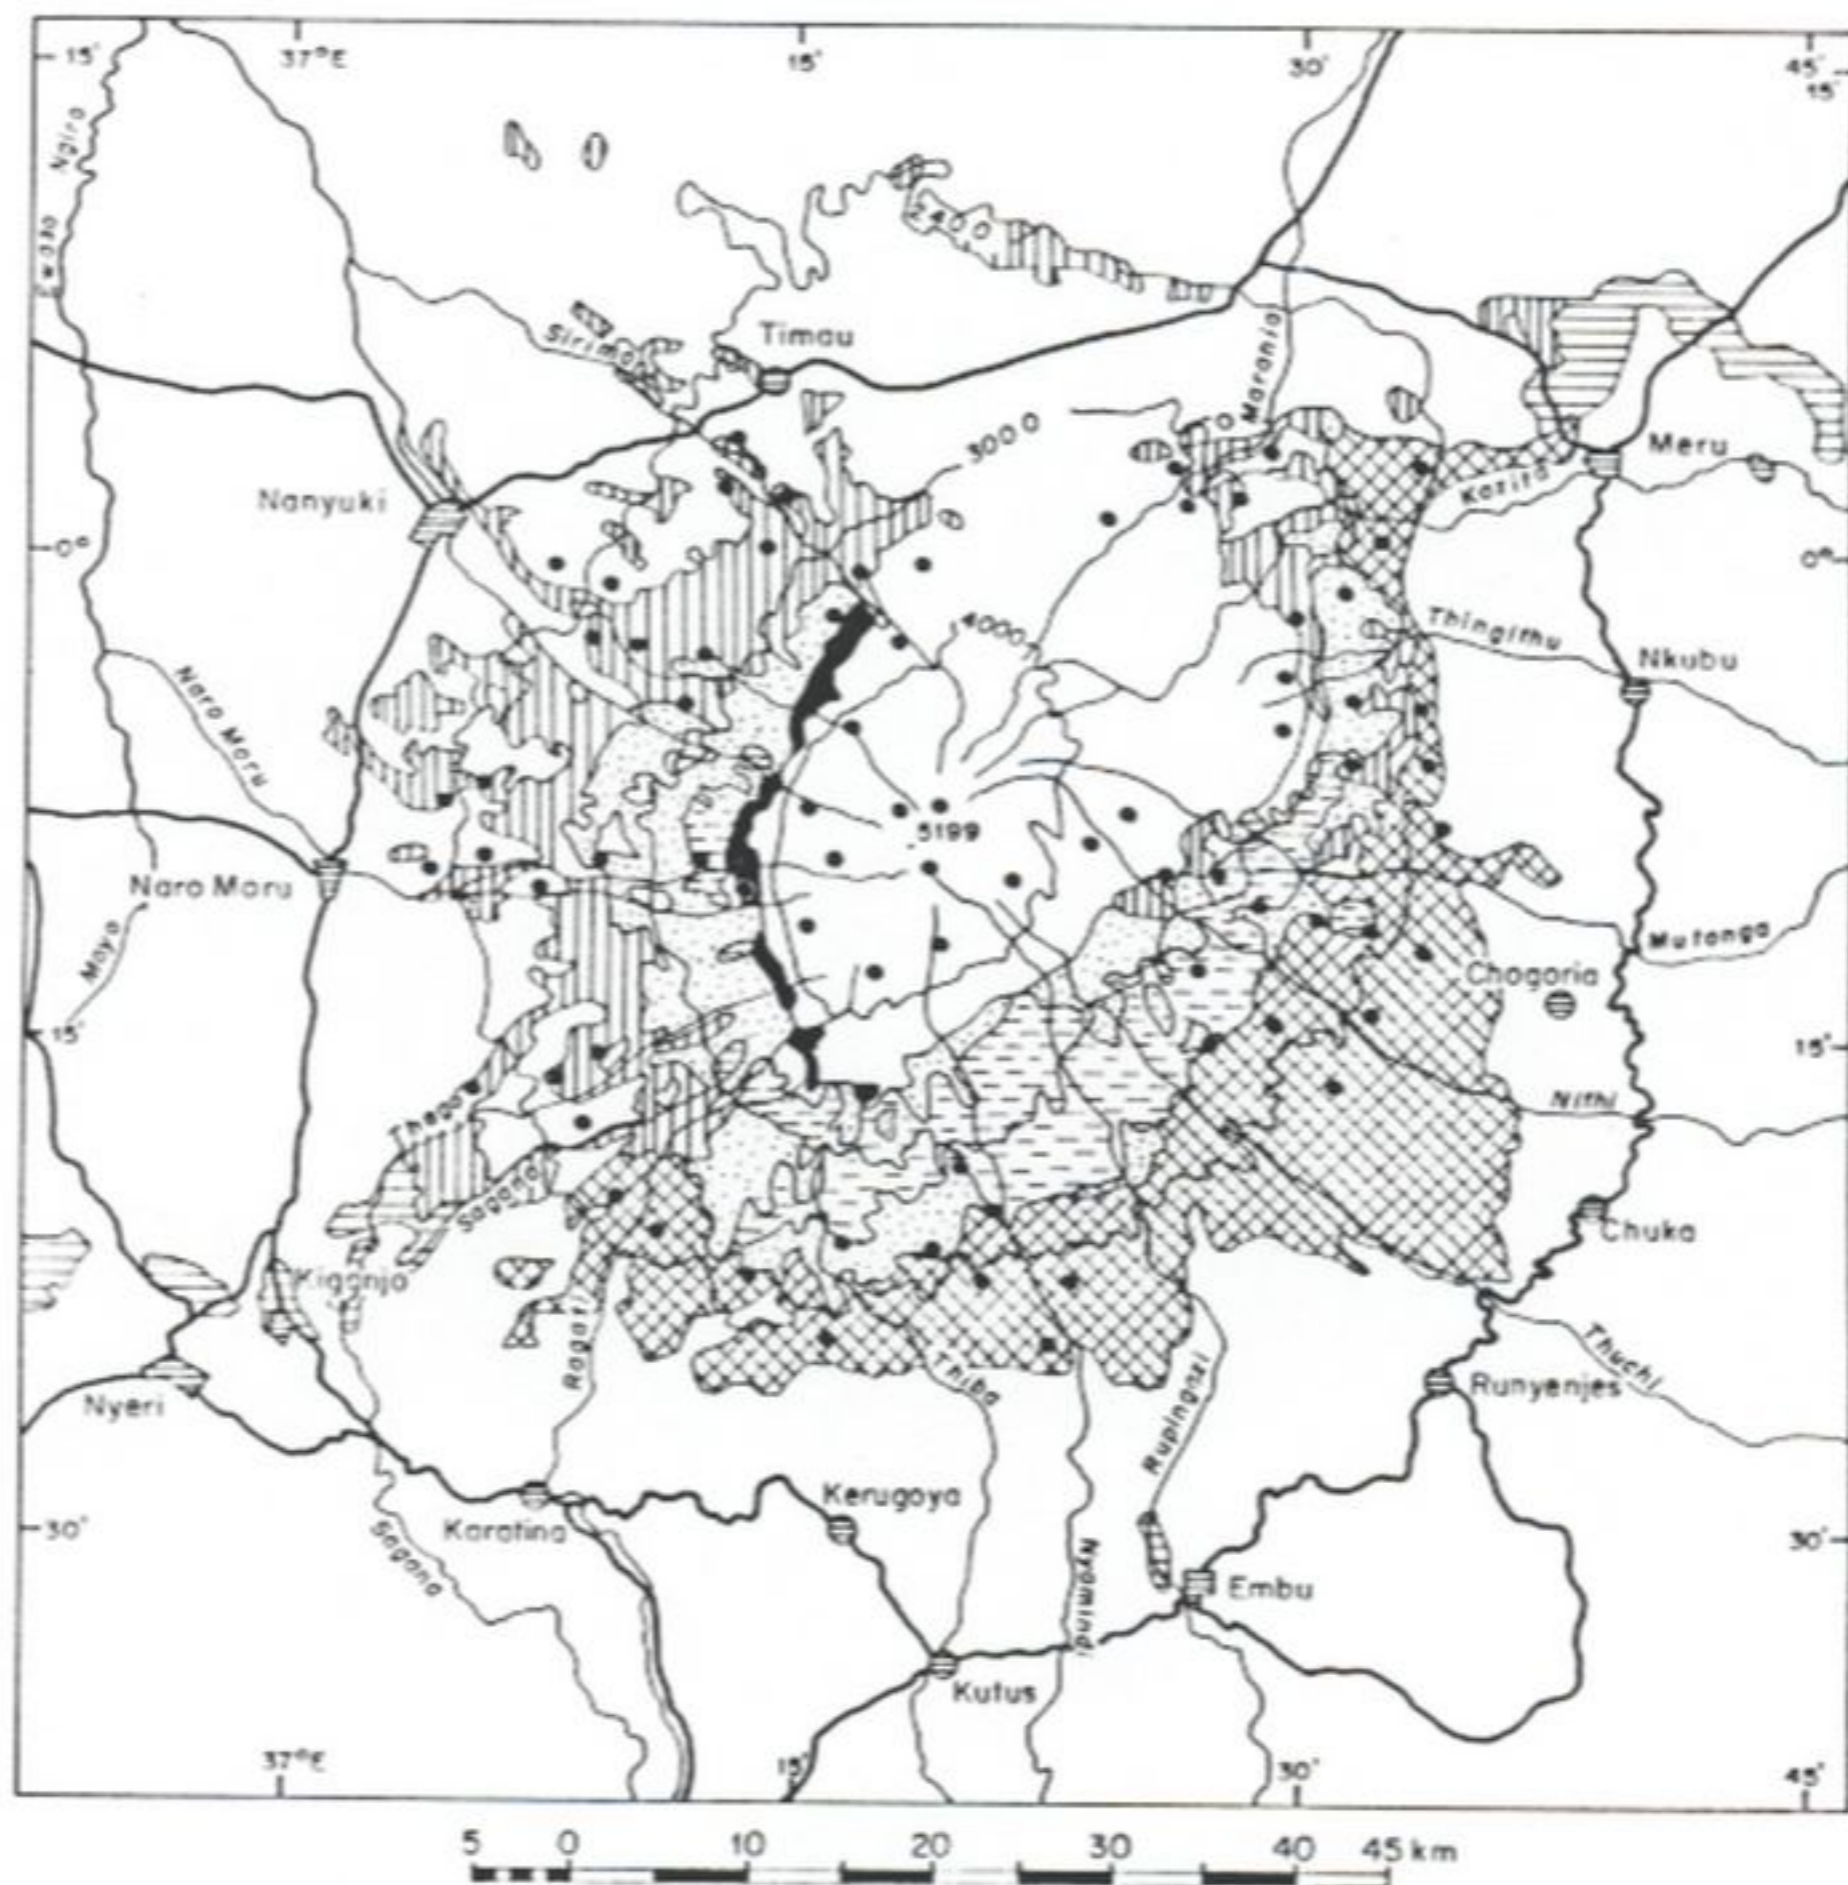 15'
37°E
15'
30'
45'
15'
Ngiro
Ewaso
2400
Timau
Sirimon
Marania
3000
Meru
Kazita
Nanyuki
0°
0°
4000
Thingithu
Nkubu
Naro Moru
5199
Naro Moru
Moyo
Mutonga
Chogoria
15'
15'
Thego
Nithi
Sagana
Chuka
Kiganjo
Ragati
Thiba
Rupingazi
Thuchi
Runyenjes
Nyeri
Kerugoya
Karatina
30'
30'
Sagana
Nyamindi
Embu
Kutus
37°E
15'
30'
45'
5 0 10 20 30 40 45 km